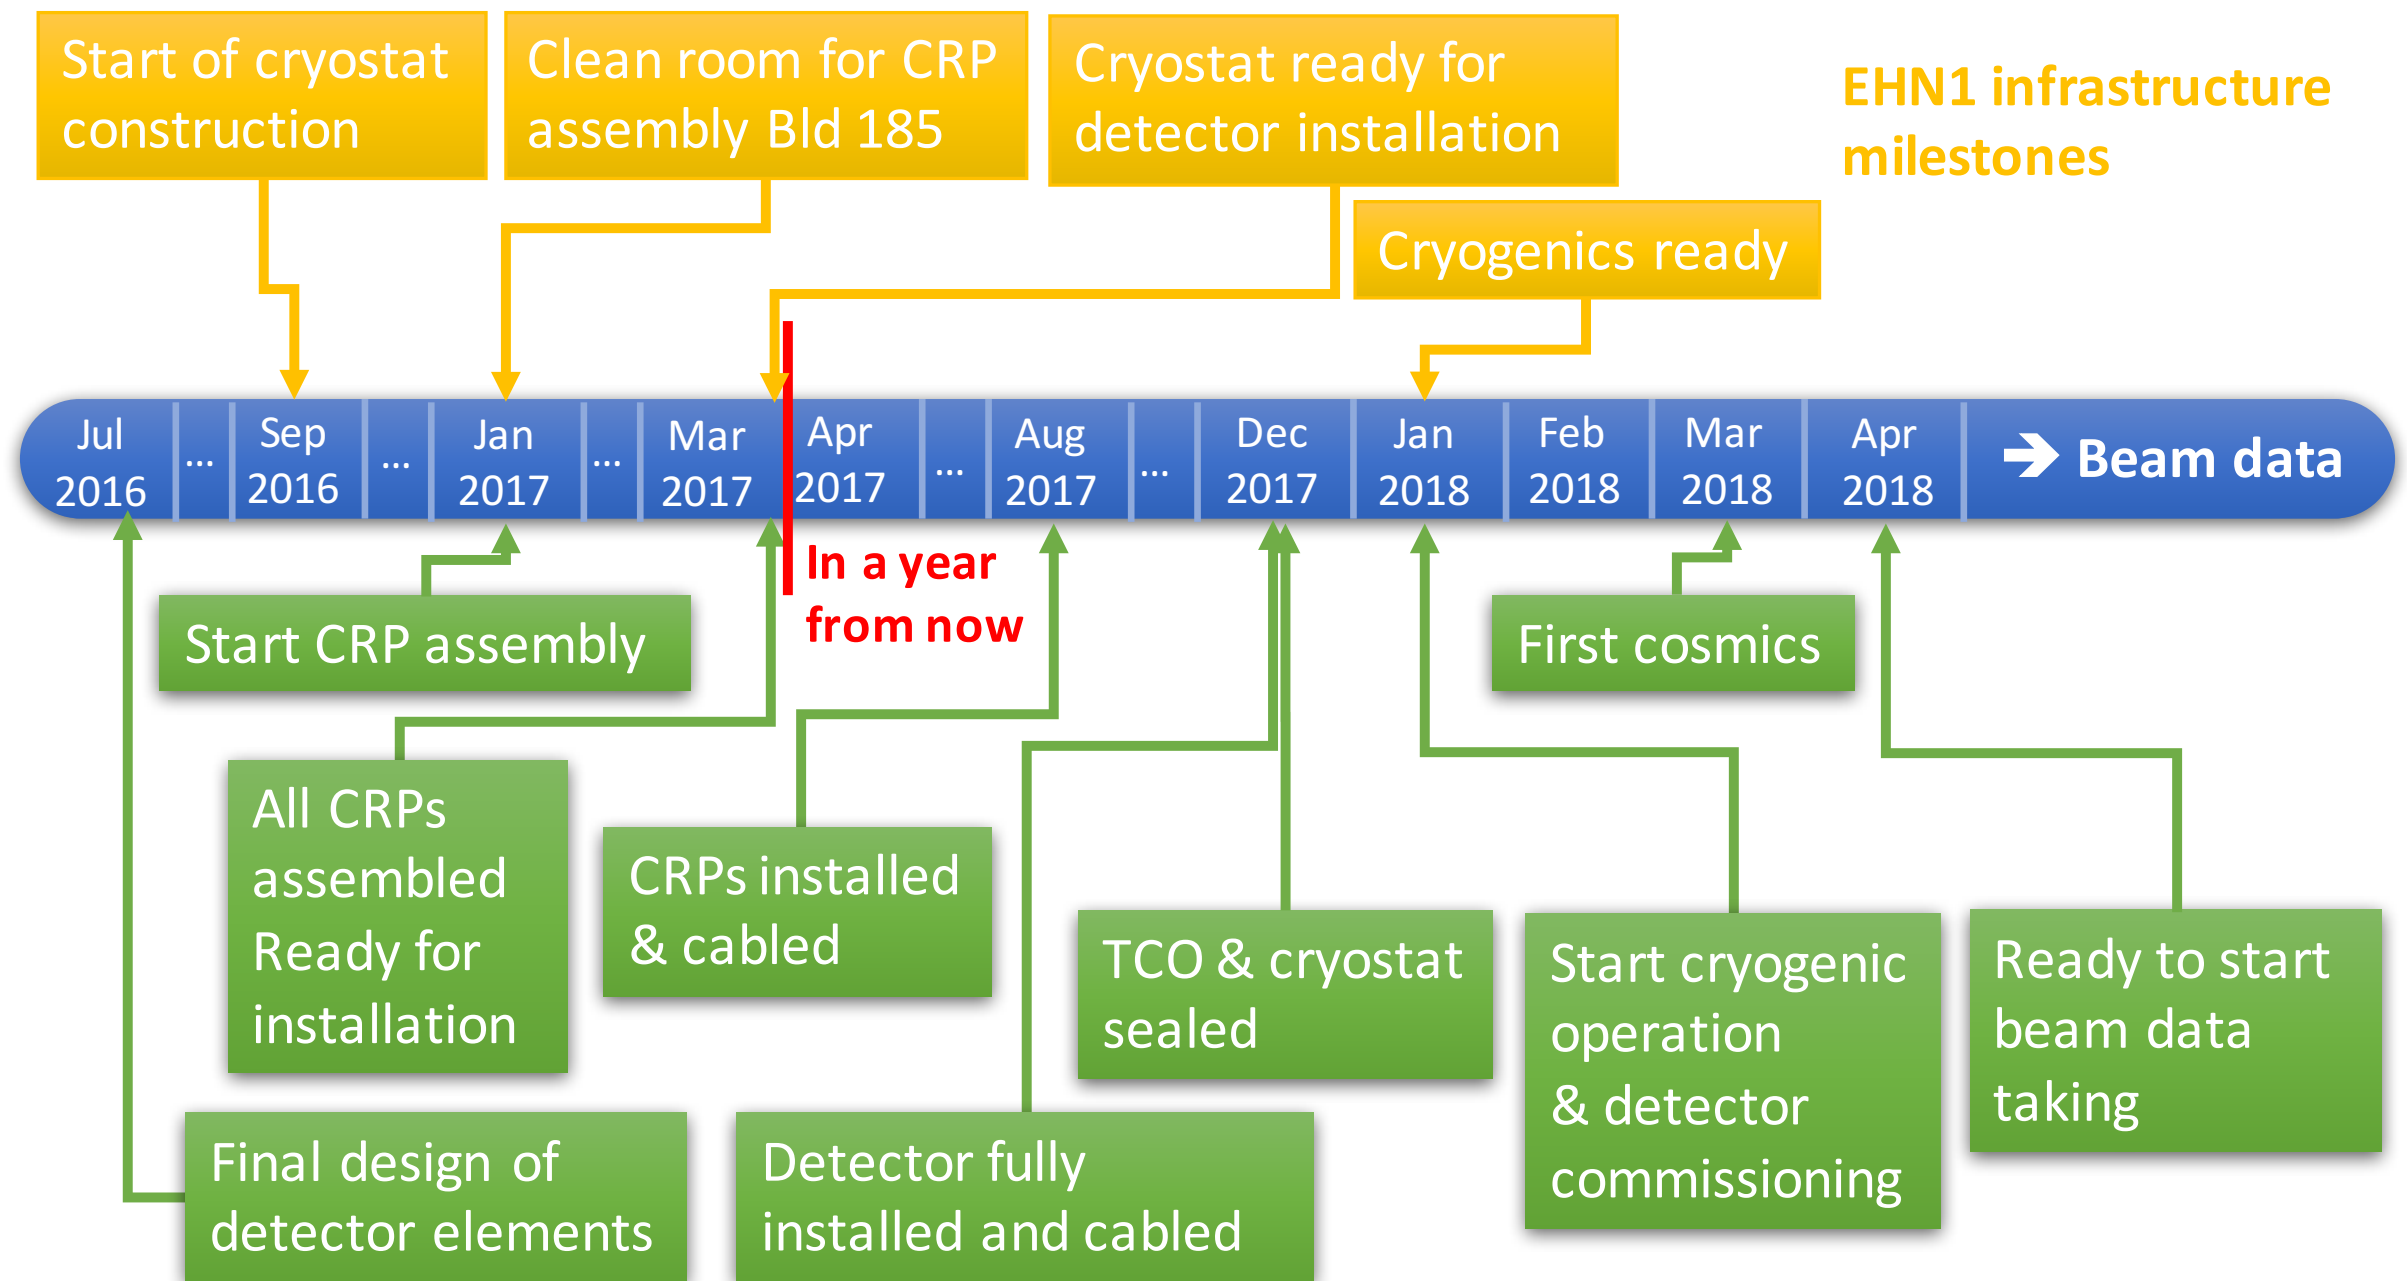 Start of cryostat
construction
Clean room for CRP
assembly Bld 185
Cryostat ready for
detector installation
EHN1 infrastructure
milestones
Cryogenics ready
Jul
2016
...
Sep
2016
...
Jan
2017
...
Mar
2017
Apr
2017
...
Aug
2017
...
Dec
2017
Jan
2018
Feb
2018
Mar
2018
Apr
2018
➔ Beam data
In a year
from now
Start CRP assembly
First cosmics
All CRPs
assembled
Ready for
installation
CRPs installed
& cabled
TCO & cryostat
sealed
Start cryogenic
operation
& detector
commissioning
Ready to start
beam data
taking
Final design of
detector elements
Detector fully
installed and cabled